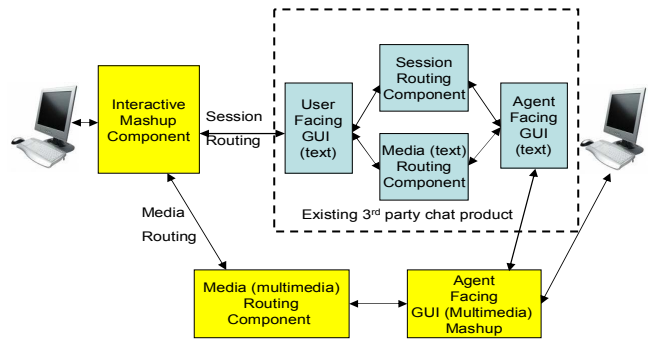 Interactive
Mashup
Component
Session
Routing
User
Facing
GUI
(text)
Session
Routing
Component
Media (text)
Routing
Component
Agent
Facing
GUI
(text)
Existing 3rd party chat product
Media
Routing
Media (multimedia)
Routing
Component
Agent
Facing
GUI (Multimedia)
Mashup